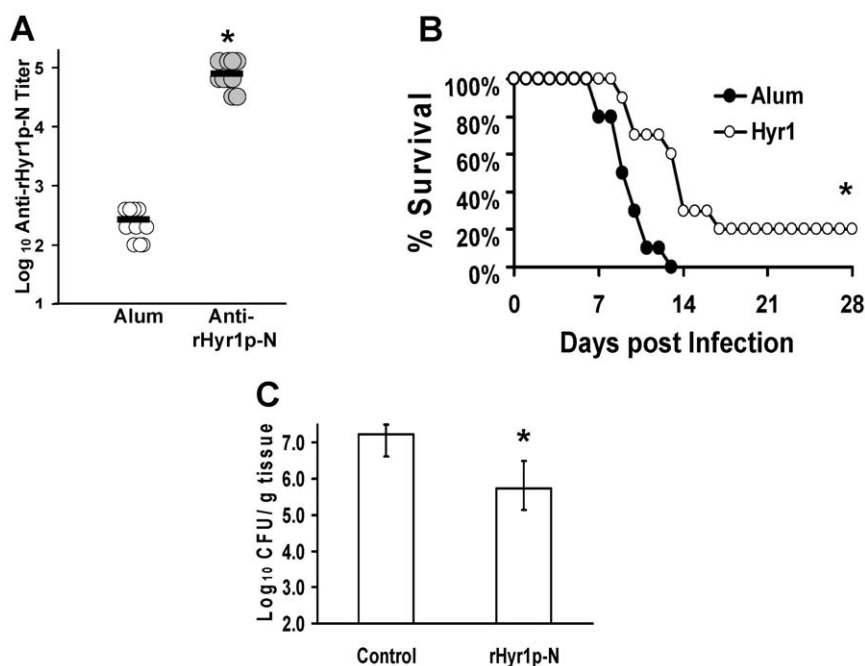 A
*
Log 10 Anti-rHyr1p-N Titer
5
4
3
2
1
Alum
Anti-
rHyr1p-N
B
% Survival
100%
80%
60%
40%
20%
0%
Alum
Hyr1
*
0 7 14 21 28
Days post Infection
C
Log10 CFU/ g tissue
7.0
6.0
5.0
4.0
3.0
2.0
*
Control rHyr1p-N